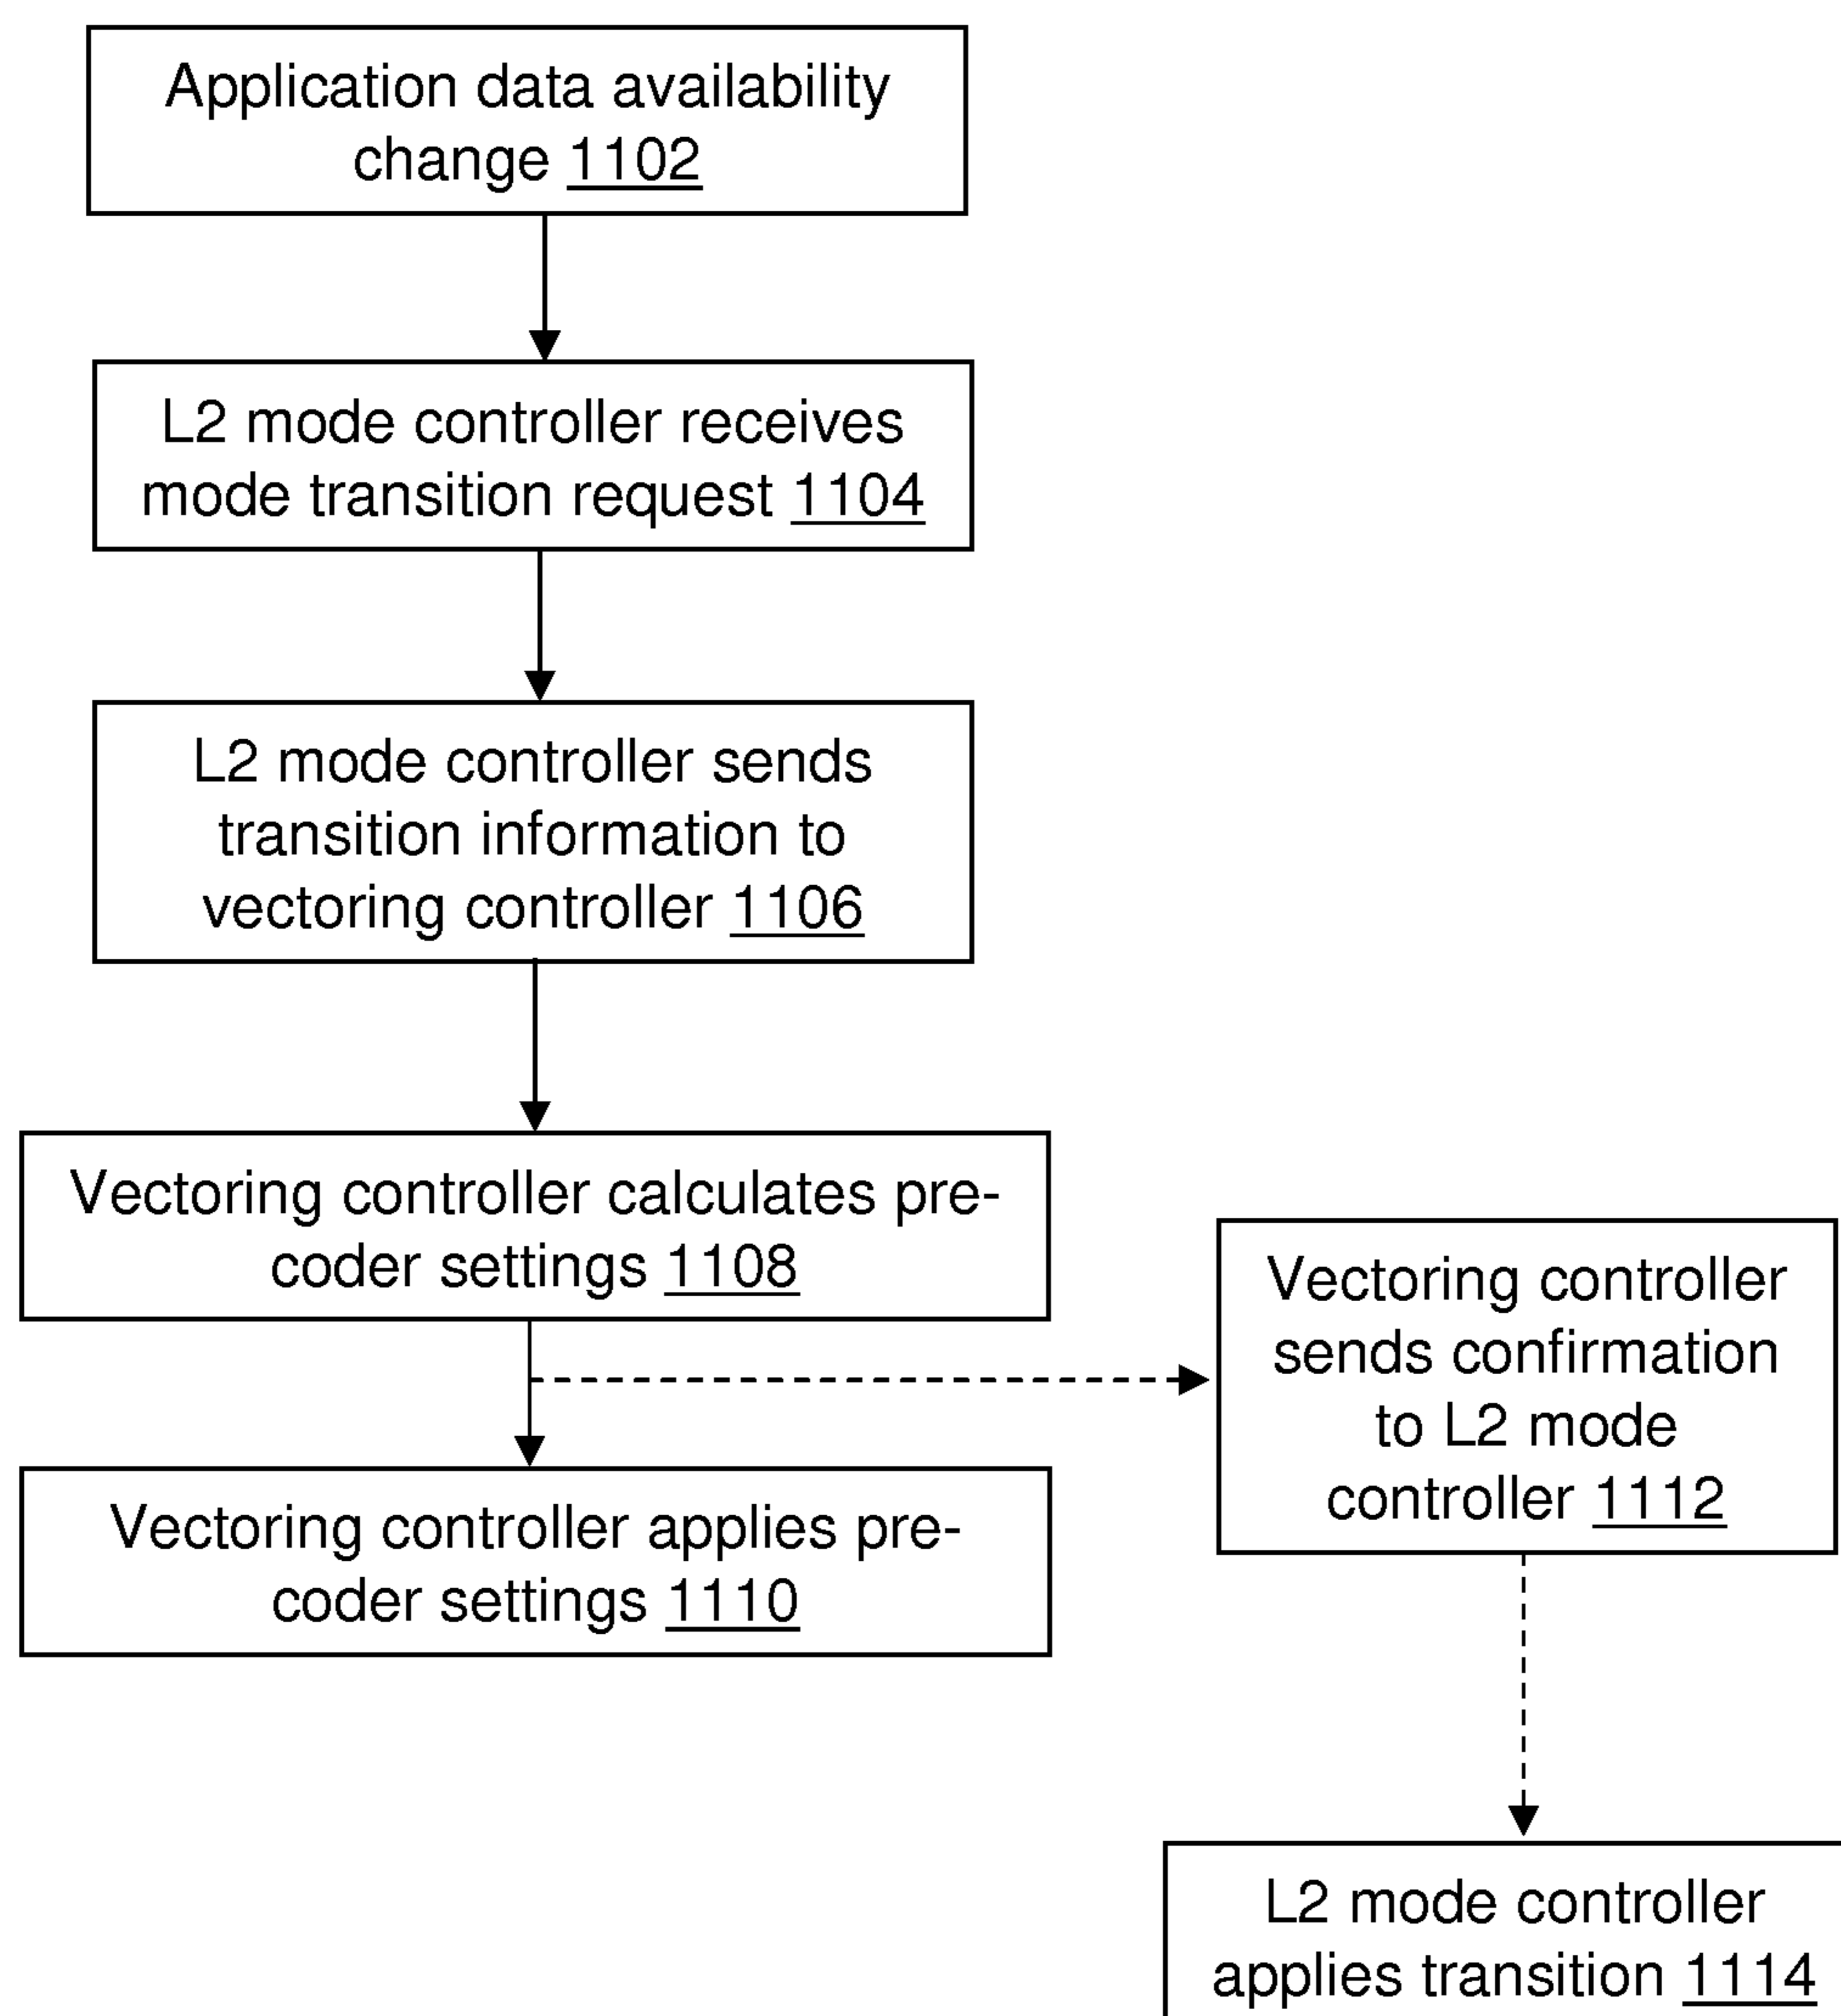 Application data availability
change 1102
L2 mode controller receives
mode transition request 1104
L2 mode controller sends
transition information to
vectoring controller 1106
Vectoring controller calculates pre-
coder settings 1108
Vectoring controller applies pre-
coder settings 1110
Vectoring controller
sends confirmation
to L2 mode
controller 1112
L2 mode controller
applies transition 1114